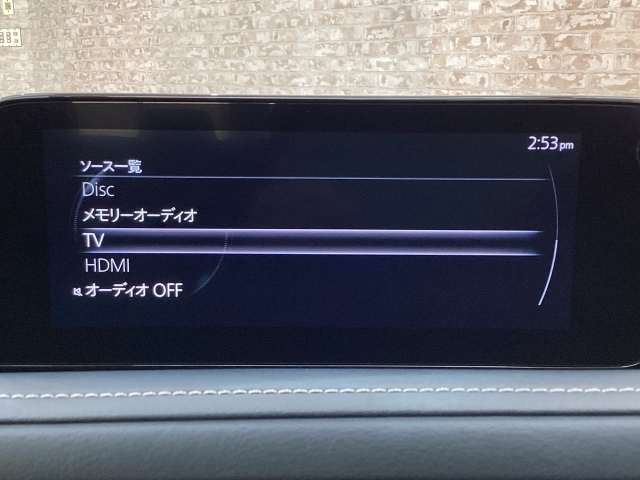 2:53pm
ソース一覧
Disc
メモリーオーディオ
TV
HDMI
オーディオ OFF